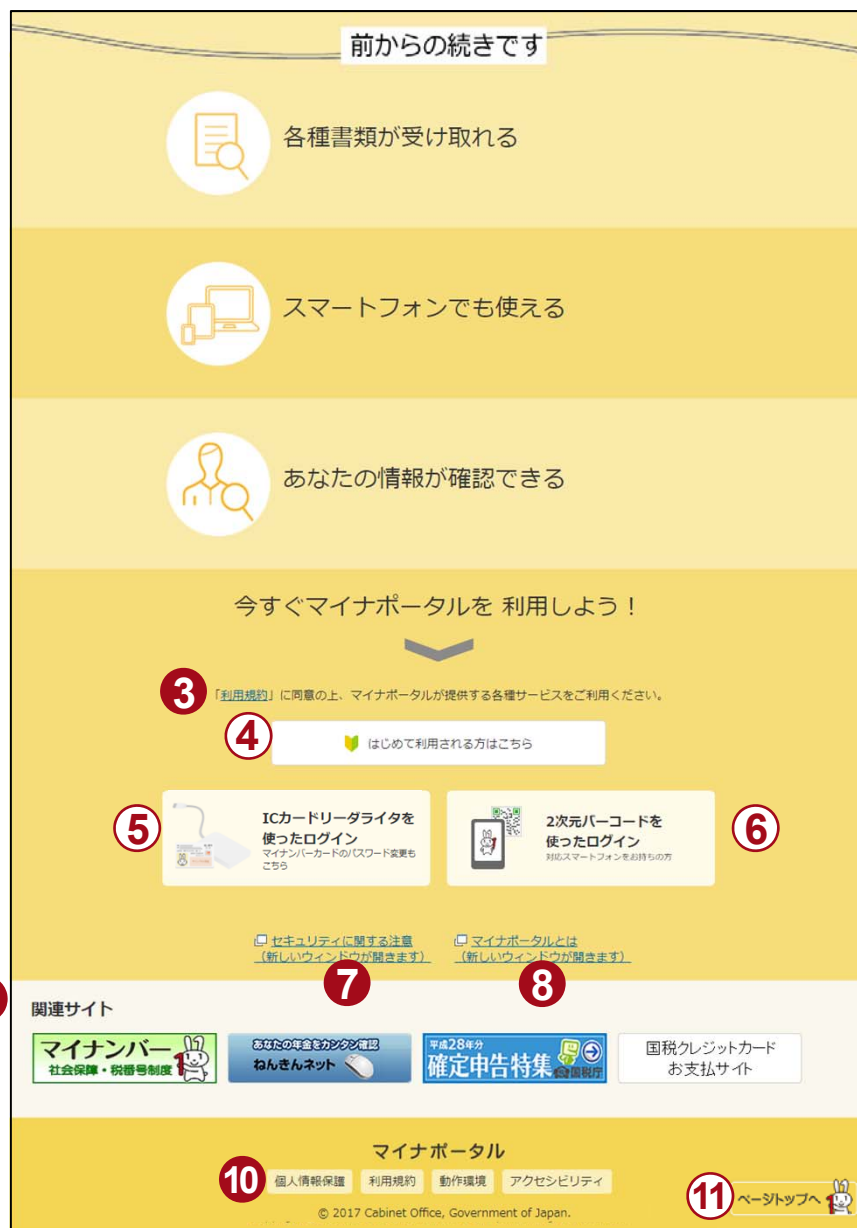 前からの続きです
各種書類が受け取れる
スマートフォンでも使える
あなたの情報が確認できる
今すぐマイナポータルを 利用しよう！
3
「利用規約」に同意の上、マイナポータルが提供する各種サービスをご利用ください。
4
はじめて利用される方はこちら
5
ICカードリーダライタを
使ったログイン
マイナンバーカードのパスワード変更も
こちら
2次元バーコードを
使ったログイン
対応スマートフォンをお持ちの方
6
セキュリティに関する注意
（新しいウィンドウが開きます）
7
マイナポータルとは
（新しいウィンドウが開きます）
8
関連サイト
マイナンバー
社会保障・税番号制度
あなたの年金をカンタン確認
ねんきんネット
平成28年分
確定申告特集
国税庁
国税クレジットカード
お支払サイト
マイナポータル
10
個人情報保護
利用規約
動作環境
アクセシビリティ
11
ページトップへ
© 2017 Cabinet Office, Government of Japan.